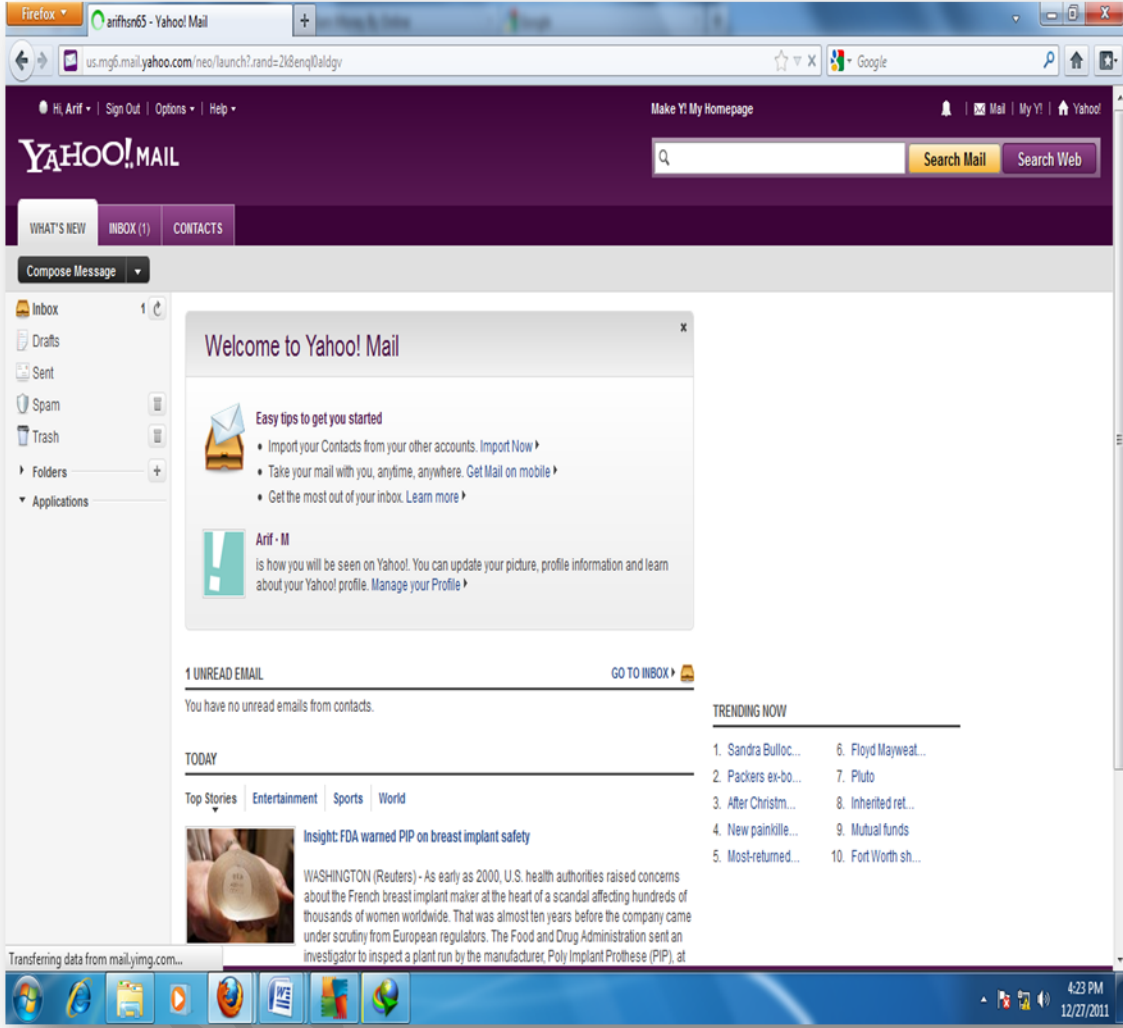 Firefox
arifhsn65 - Yahoo! Mail
us.mg6.mail.yahoo.com/neo/launch?.rand=2k8enql0aldgv
Google
Hi, Arif | Sign Out | Options | Help
Make Y! My Homepage
Mail | My Y! | Yahoo!
YAHOO! MAIL
Search Mail
Search Web
WHAT'S NEW
INBOX (1)
CONTACTS
Compose Message
Inbox 1
Drafts
Sent
Spam
Trash
Folders
Applications
Welcome to Yahoo! Mail
x
Easy tips to get you started
• Import your Contacts from your other accounts. Import Now
• Take your mail with you, anytime, anywhere. Get Mail on mobile
• Get the most out of your inbox. Learn more
Arif - M
is how you will be seen on Yahoo!. You can update your picture, profile information and learn
about your Yahoo! profile. Manage your Profile
1 UNREAD EMAIL
GO TO INBOX
You have no unread emails from contacts.
TODAY
Top Stories | Entertainment | Sports | World
Insight: FDA warned PIP on breast implant safety
WASHINGTON (Reuters) - As early as 2000, U.S. health authorities raised concerns
about the French breast implant maker at the heart of a scandal affecting hundreds of
thousands of women worldwide. That was almost ten years before the company came
under scrutiny from European regulators. The Food and Drug Administration sent an
investigator to inspect a plant run by the manufacturer, Poly Implant Prothese (PIP), at
TRENDING NOW
1. Sandra Bulloc...
2. Packers ex-bo...
3. After Christm...
4. New painkille...
5. Most-returned...
6. Floyd Mayweat...
7. Pluto
8. Inherited ret...
9. Mutual funds
10. Fort Worth sh...
Transferring data from mail.yimg.com...
4:23 PM
12/27/2011